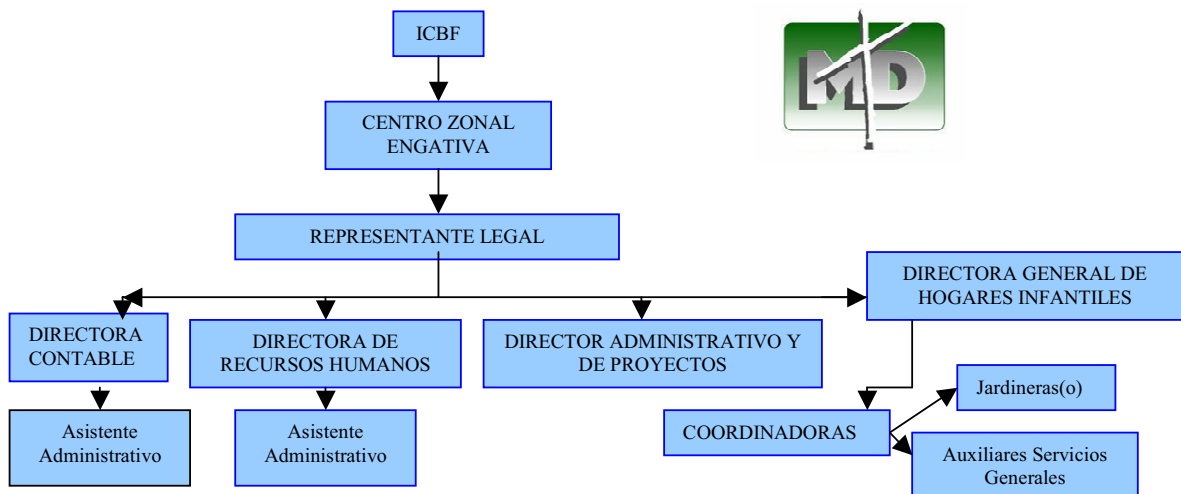 ICBF
MD
CENTRO ZONAL
ENGATIVA
REPRESENTANTE LEGAL
DIRECTORA GENERAL DE
HOGARES INFANTILES
DIRECTORA
CONTABLE
DIRECTORA DE
RECURSOS HUMANOS
DIRECTOR ADMINISTRATIVO Y
DE PROYECTOS
Asistente
Administrativo
Asistente
Administrativo
COORDINADORAS
Jardineras(o)
Auxiliares Servicios
Generales